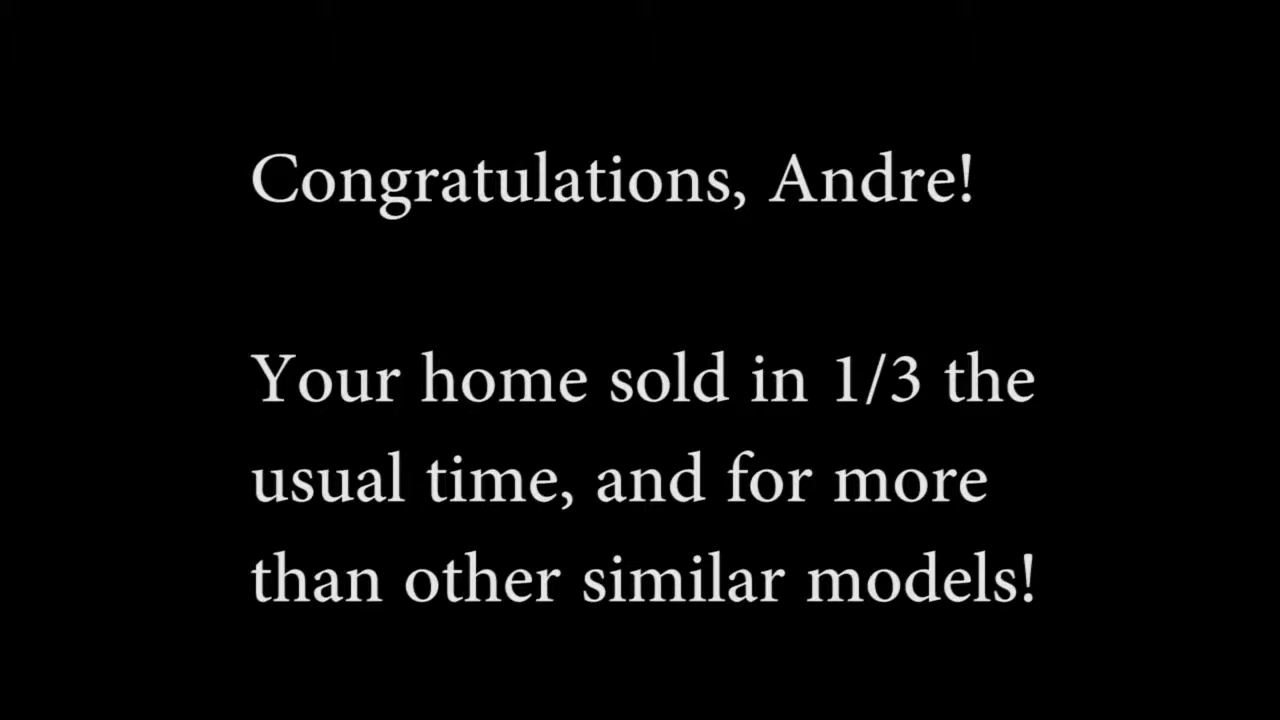 Congratulations, Andre!
Your home sold in 1/3 the
usual time, and for more
than other similar models!